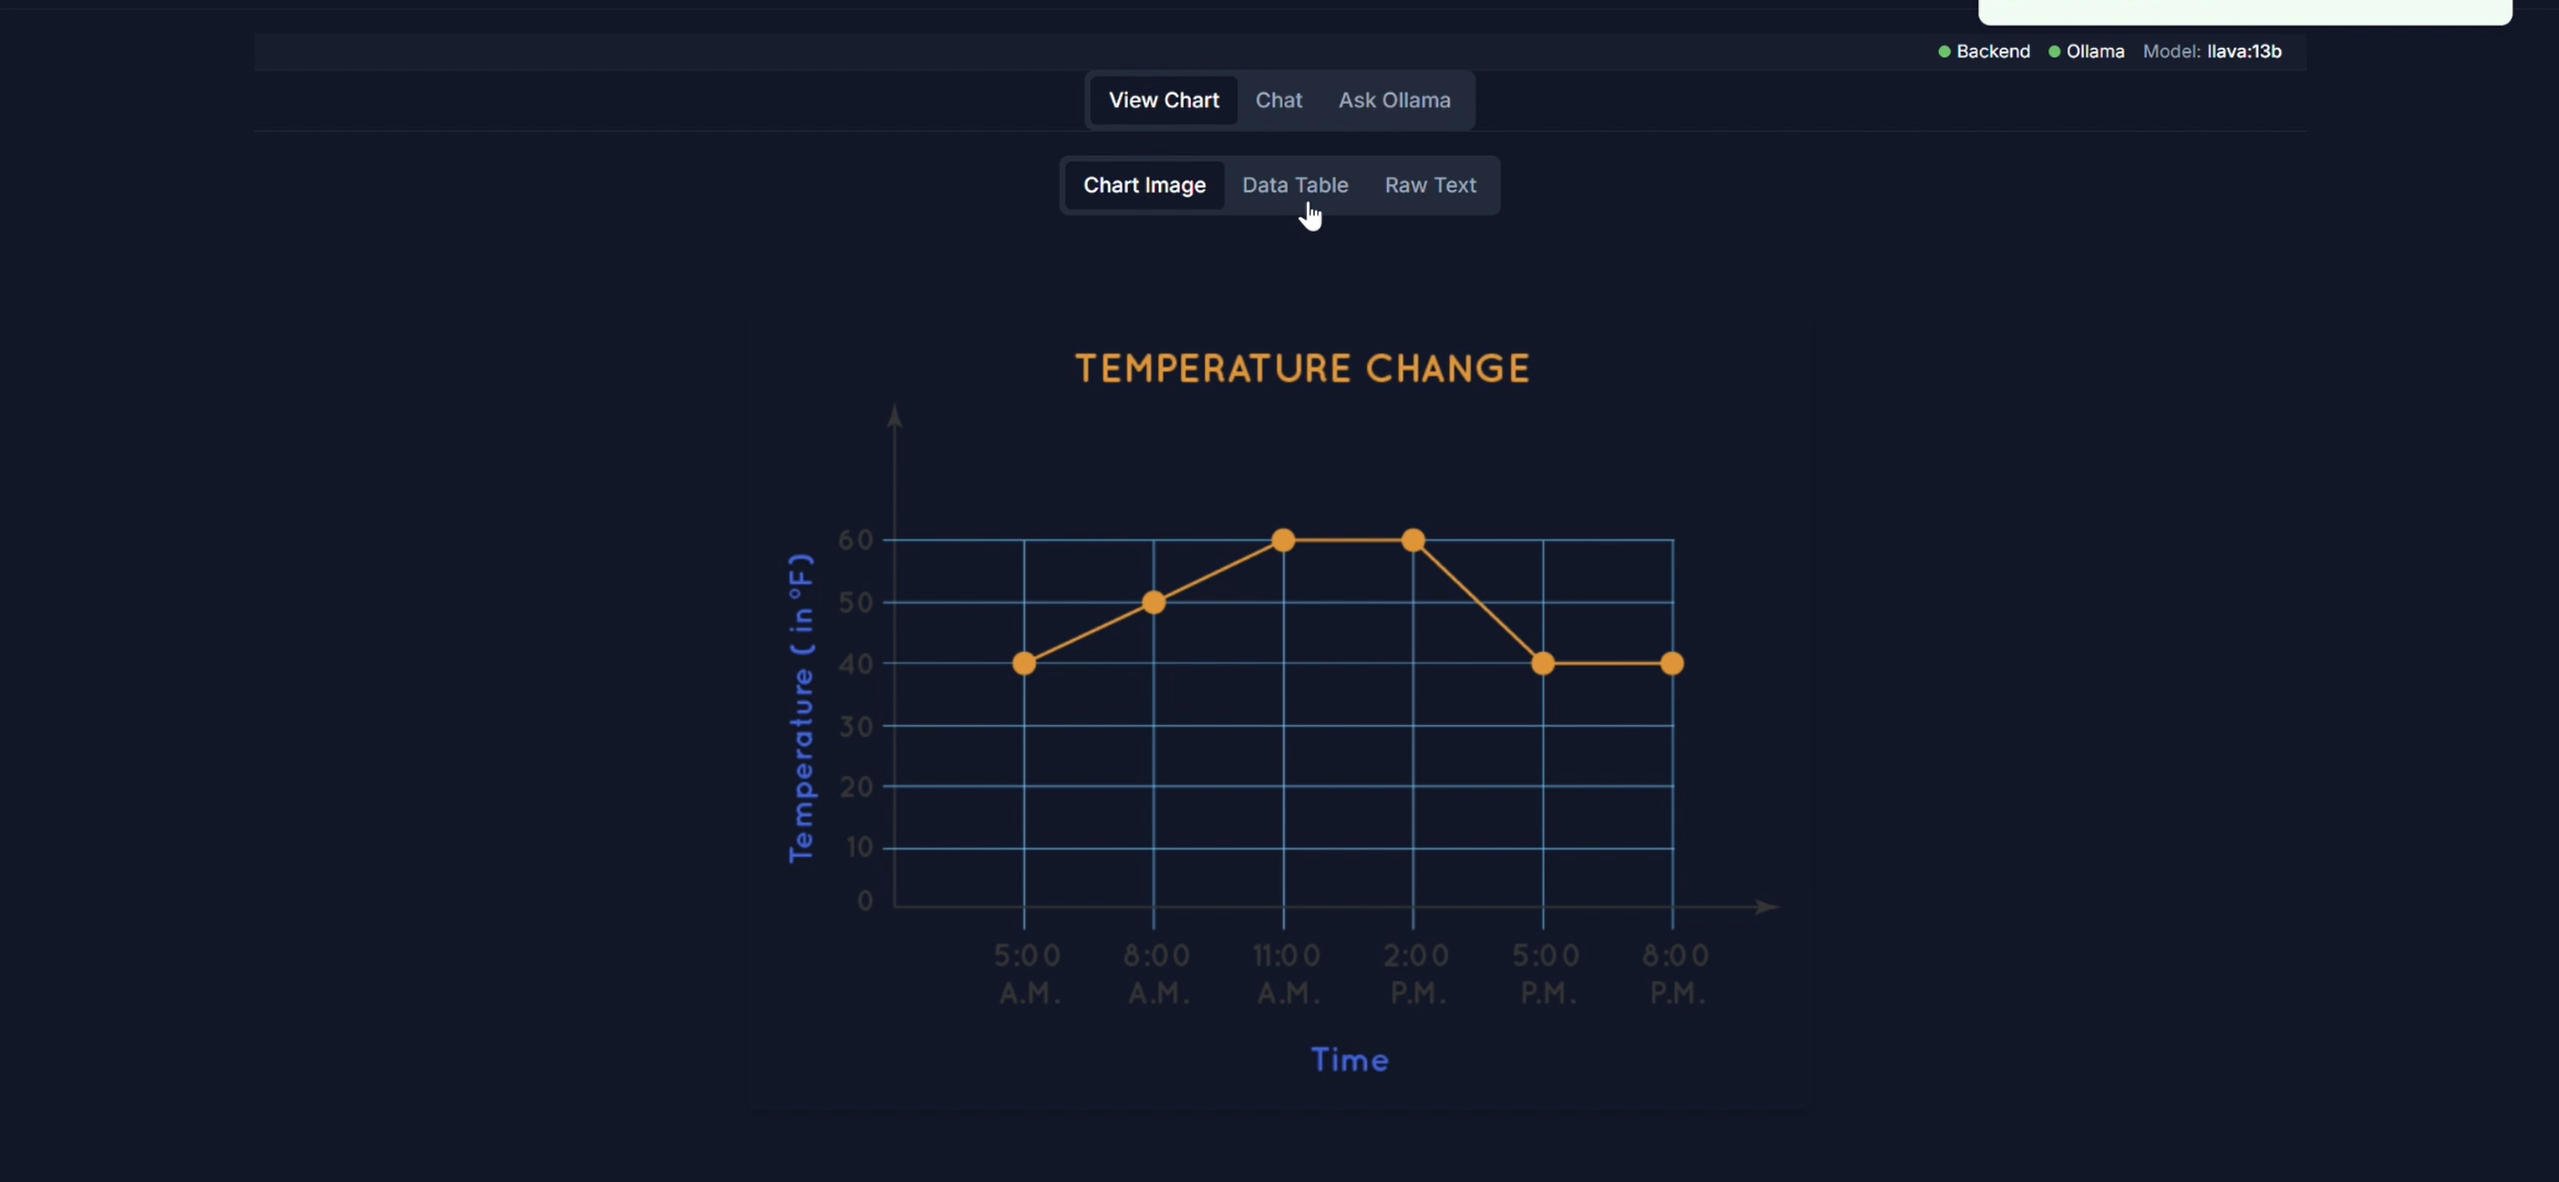 Backend Ollama Model: llava:13b
View Chart Chat Ask Ollama
Chart Image Data Table Raw Text
TEMPERATURE CHANGE
Temperature ( in °F)
60
50
40
30
20
10
0
5:00 8:00 11:00 2:00 5:00 8:00
A.M. A.M. A.M. P.M. P.M. P.M.
Time